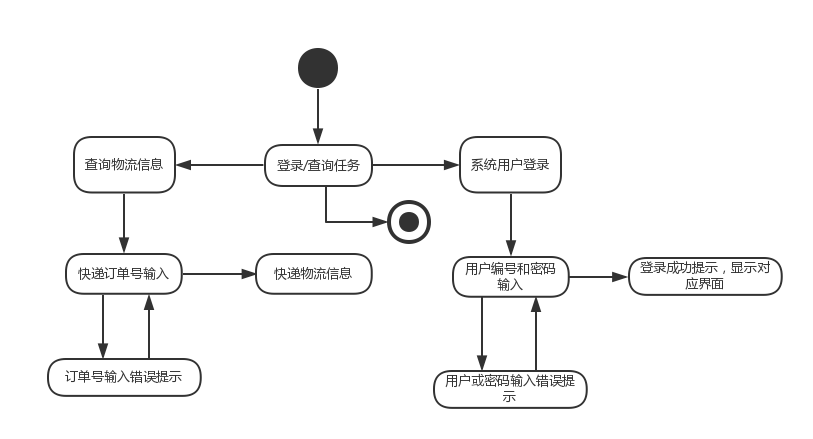 查询物流信息
登录/查询任务
系统用户登录
快递订单号输入
快递物流信息
用户编号和密码
输入
登录成功提示，显示对
应界面
订单号输入错误提示
用户或密码输入错误提
示